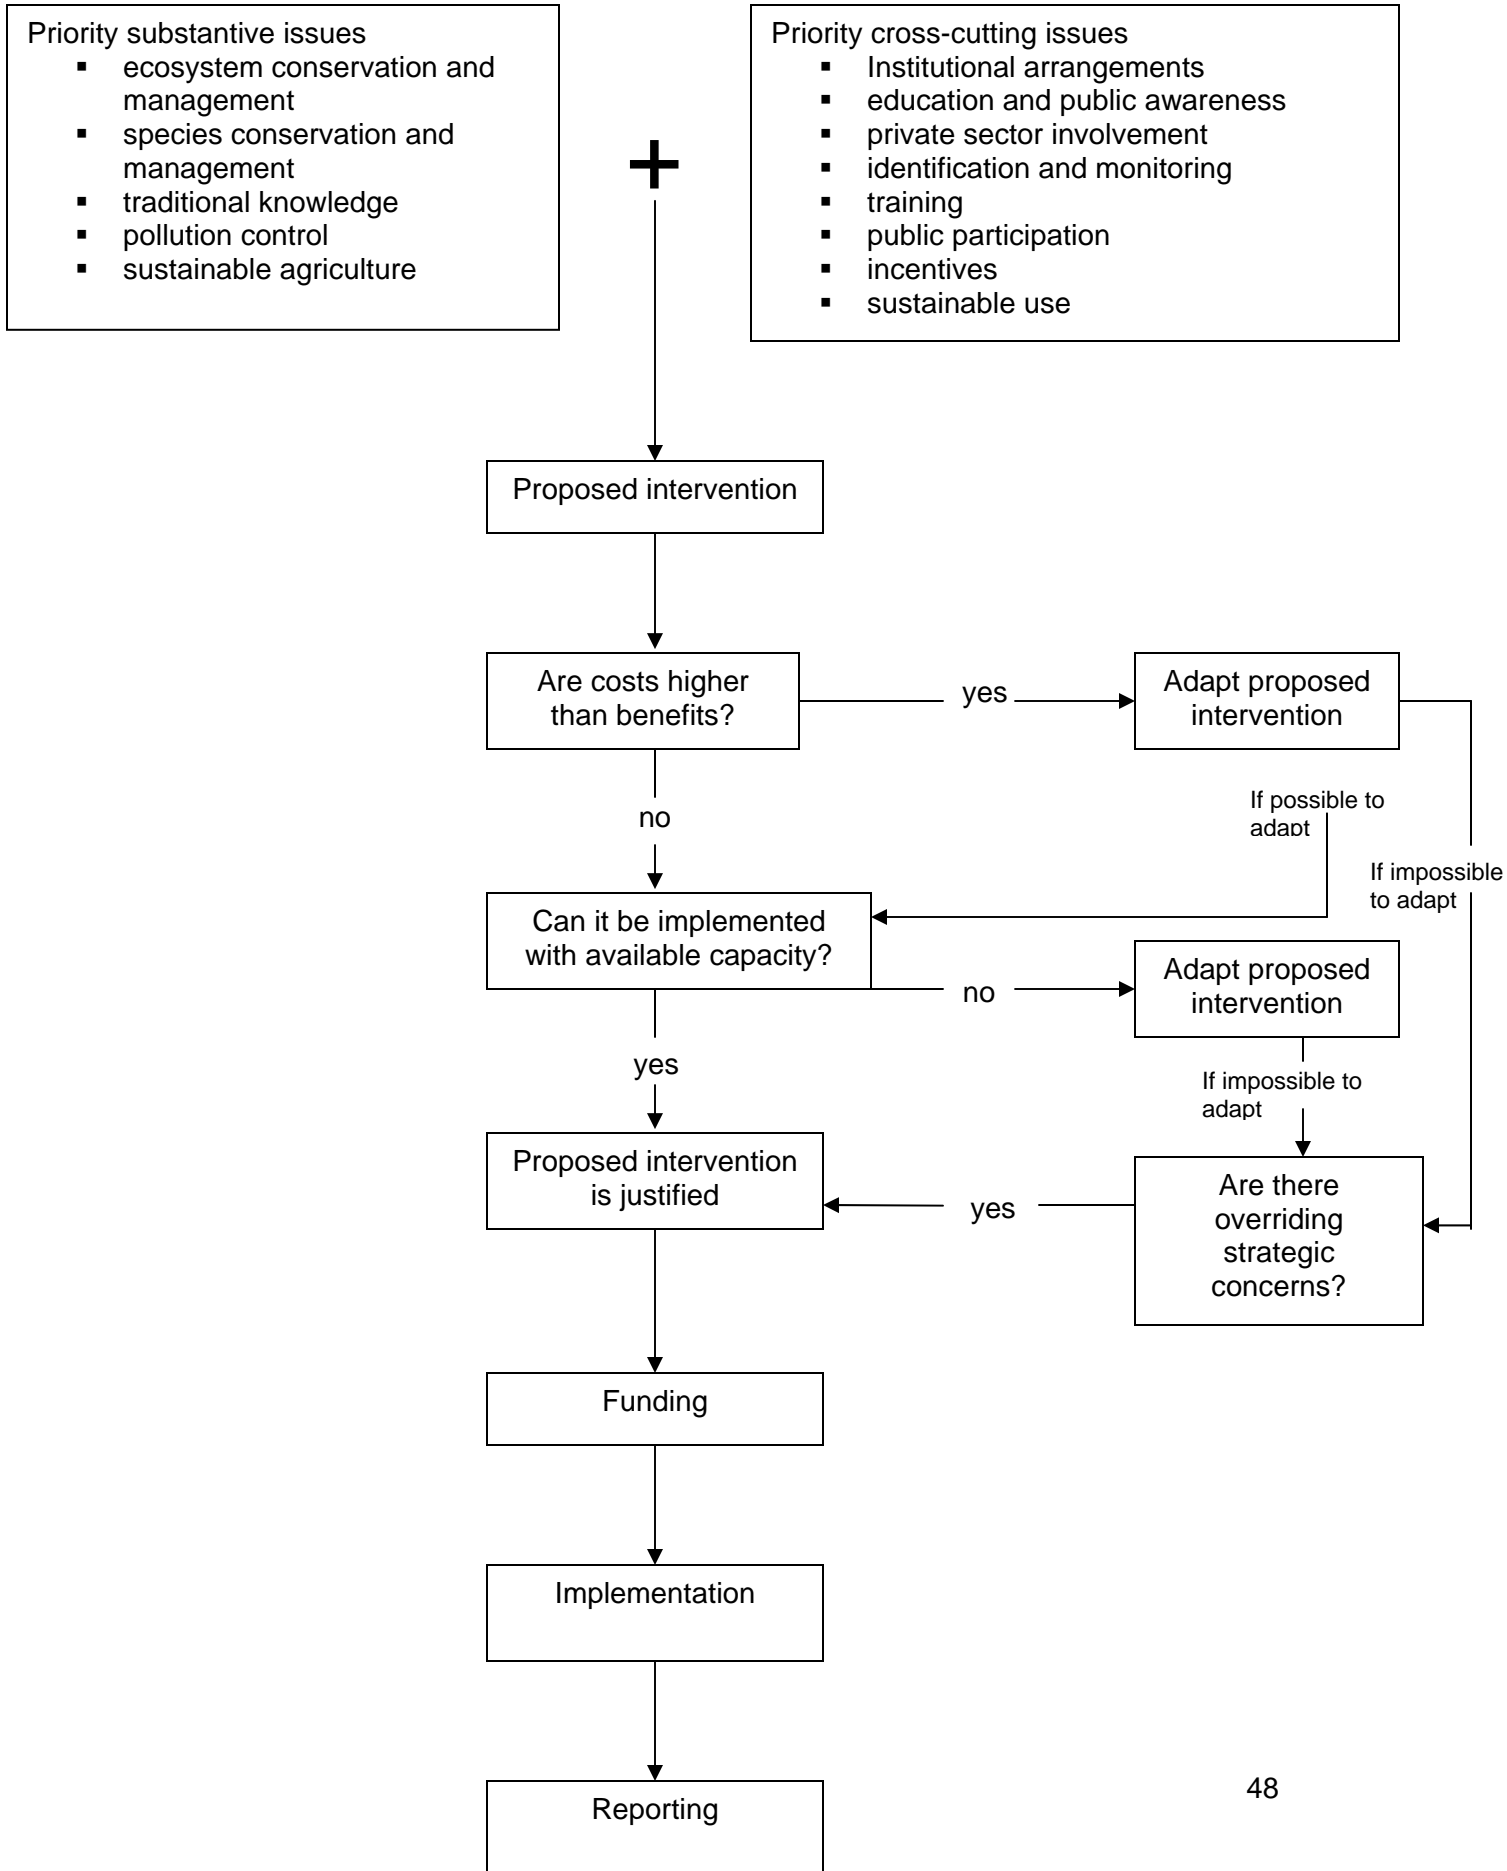 Priority substantive issues
▪ ecosystem conservation and
management
▪ species conservation and
management
▪ traditional knowledge
▪ pollution control
▪ sustainable agriculture
+
Priority cross-cutting issues
▪ Institutional arrangements
▪ education and public awareness
▪ private sector involvement
▪ identification and monitoring
▪ training
▪ public participation
▪ incentives
▪ sustainable use
Proposed intervention
Are costs higher
than benefits?
yes
Adapt proposed
intervention
If possible to
adapt
no
If impossible
to adapt
Can it be implemented
with available capacity?
no
Adapt proposed
intervention
yes
If impossible to
adapt
Proposed intervention
is justified
yes
Are there
overriding
strategic
concerns?
Funding
Implementation
Reporting
48